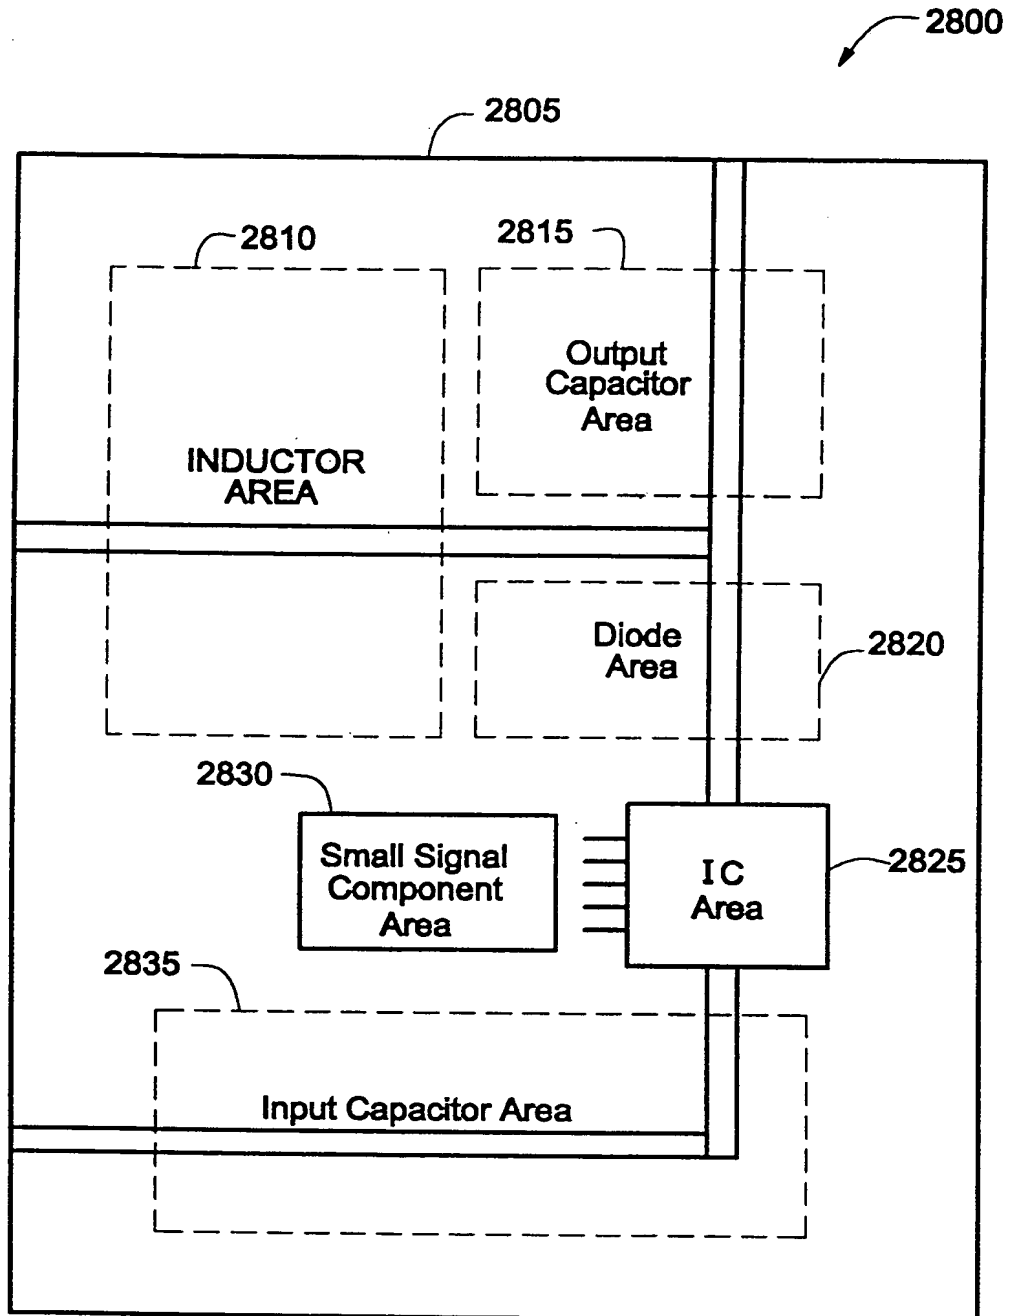 2800
2805
2810
2815
Output
Capacitor
Area
INDUCTOR
AREA
Diode
Area
2820
2830
Small Signal
Component
Area
IC
Area
2825
2835
Input Capacitor Area